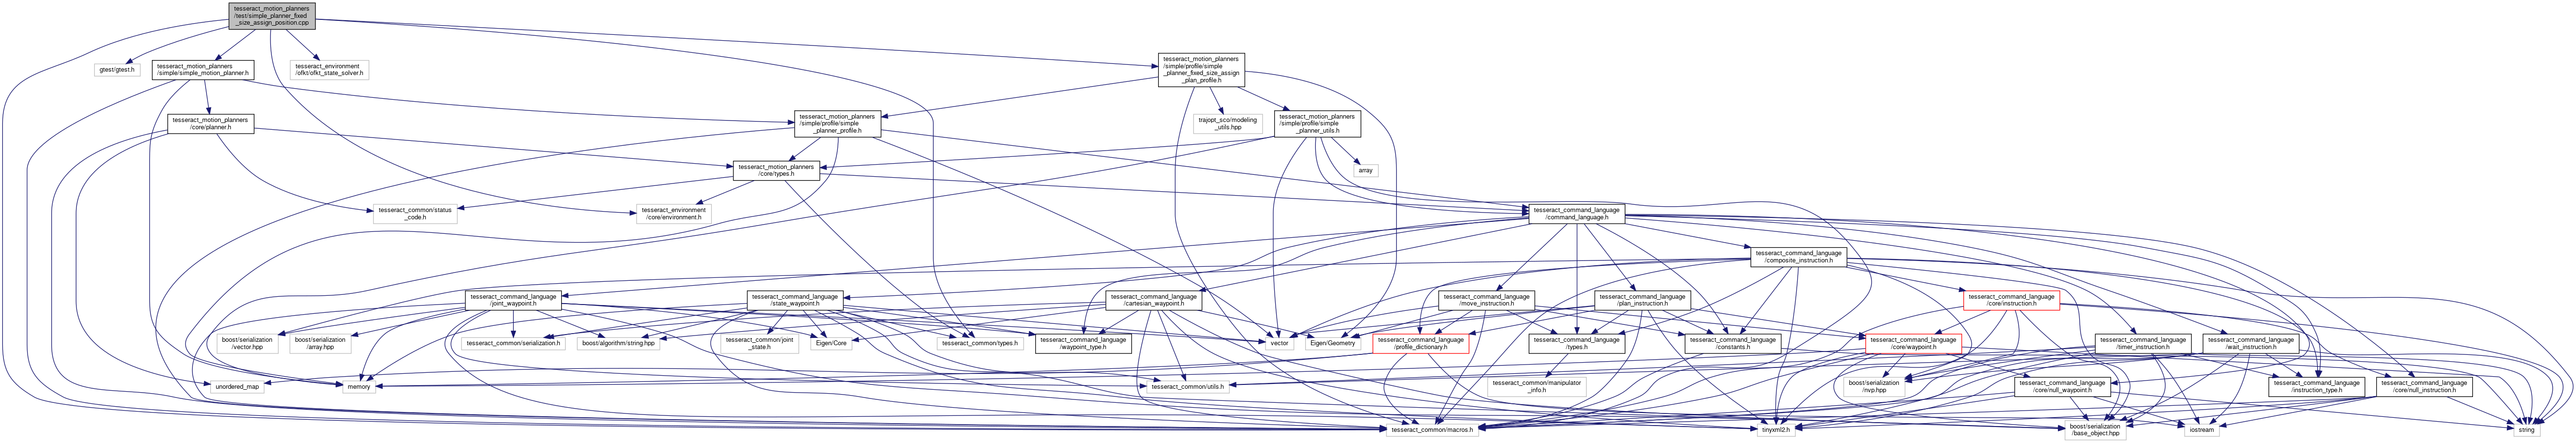 tesseract_motion_planners
/test/simple_planner_fixed
_size_assign_position.cpp
tesseract_motion_planners
/simple/profile/simple
_planner_fixed_size_assign
_plan_profile.h
gtest/gtest.h
tesseract_motion_planners
/simple/simple_motion_planner.h
tesseract_environment
/ofkt/ofkt_state_solver.h
tesseract_motion_planners
/core/planner.h
tesseract_motion_planners
/simple/profile/simple
_planner_profile.h
trajopt_sco/modeling
_utils.hpp
tesseract_motion_planners
/simple/profile/simple
_planner_utils.h
tesseract_motion_planners
/core/types.h
array
tesseract_common/status
_code.h
tesseract_environment
/core/environment.h
tesseract_command_language
/command_language.h
tesseract_command_language
/composite_instruction.h
tesseract_command_language
/joint_waypoint.h
tesseract_command_language
/state_waypoint.h
tesseract_command_language
/cartesian_waypoint.h
tesseract_command_language
/move_instruction.h
tesseract_command_language
/plan_instruction.h
tesseract_command_language
/core/instruction.h
boost/serialization
/vector.hpp
boost/serialization
/array.hpp
tesseract_common/serialization.h
boost/algorithm/string.hpp
tesseract_common/joint
_state.h
Eigen/Core
tesseract_common/types.h
tesseract_command_language
/waypoint_type.h
vector
Eigen/Geometry
tesseract_command_language
/profile_dictionary.h
tesseract_command_language
/types.h
tesseract_command_language
/constants.h
tesseract_command_language
/core/waypoint.h
tesseract_command_language
/timer_instruction.h
tesseract_command_language
/wait_instruction.h
unordered_map
memory
tesseract_common/utils.h
tesseract_common/manipulator
_info.h
boost/serialization
/nvp.hpp
tesseract_command_language
/core/null_waypoint.h
tesseract_command_language
/instruction_type.h
tesseract_command_language
/core/null_instruction.h
tesseract_common/macros.h
tinyxml2.h
boost/serialization
/base_object.hpp
iostream
string